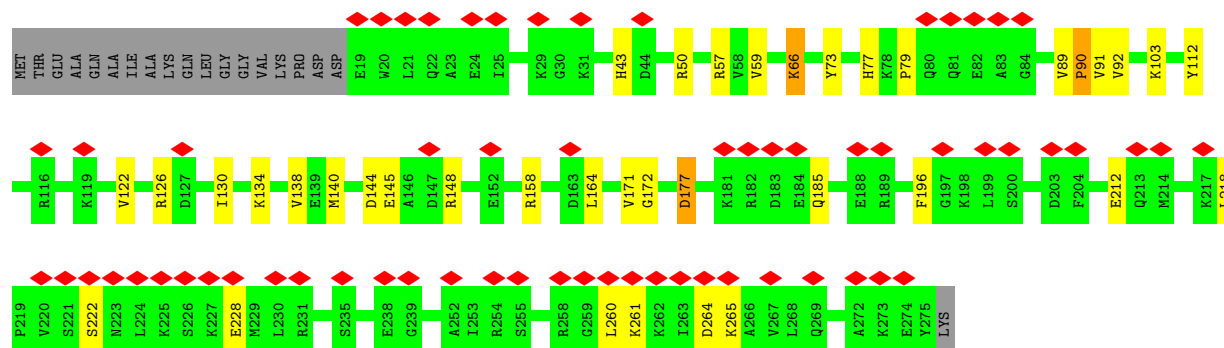 MET THR GLU ALA GLN ALA ILE ALA LYS GLN LEU GLY GLY VAL LYS PRO ASP ASP E19 W20 L21 Q22 A23 E24 I25 K29 G30 K31 H43 D44 R50 R57 V58 V59 K66 Y73 H77 K78 P79 Q80 Q81 E82 A83 G84 V89 P90 V91 V92 K103 Y112
R116 K119 V122 R126 D127 I130 K134 V138 E139 M140 D144 E145 A146 D147 R148 E152 R158 D163 L164 V171 G172 D177 K181 R182 D183 E184 Q185 E188 R189 F196 G197 K198 L199 S200 D203 F204 E212 Q213 M214 K217 L218
P219 V220 S221 S222 N223 L224 K225 S226 K227 E228 M229 L230 R231 S235 E238 G239 A252 I253 R254 S255 R258 G259 L260 K261 K262 I263 D264 K265 A266 V267 L268 Q269 A272 K273 E274 Y275 LYS